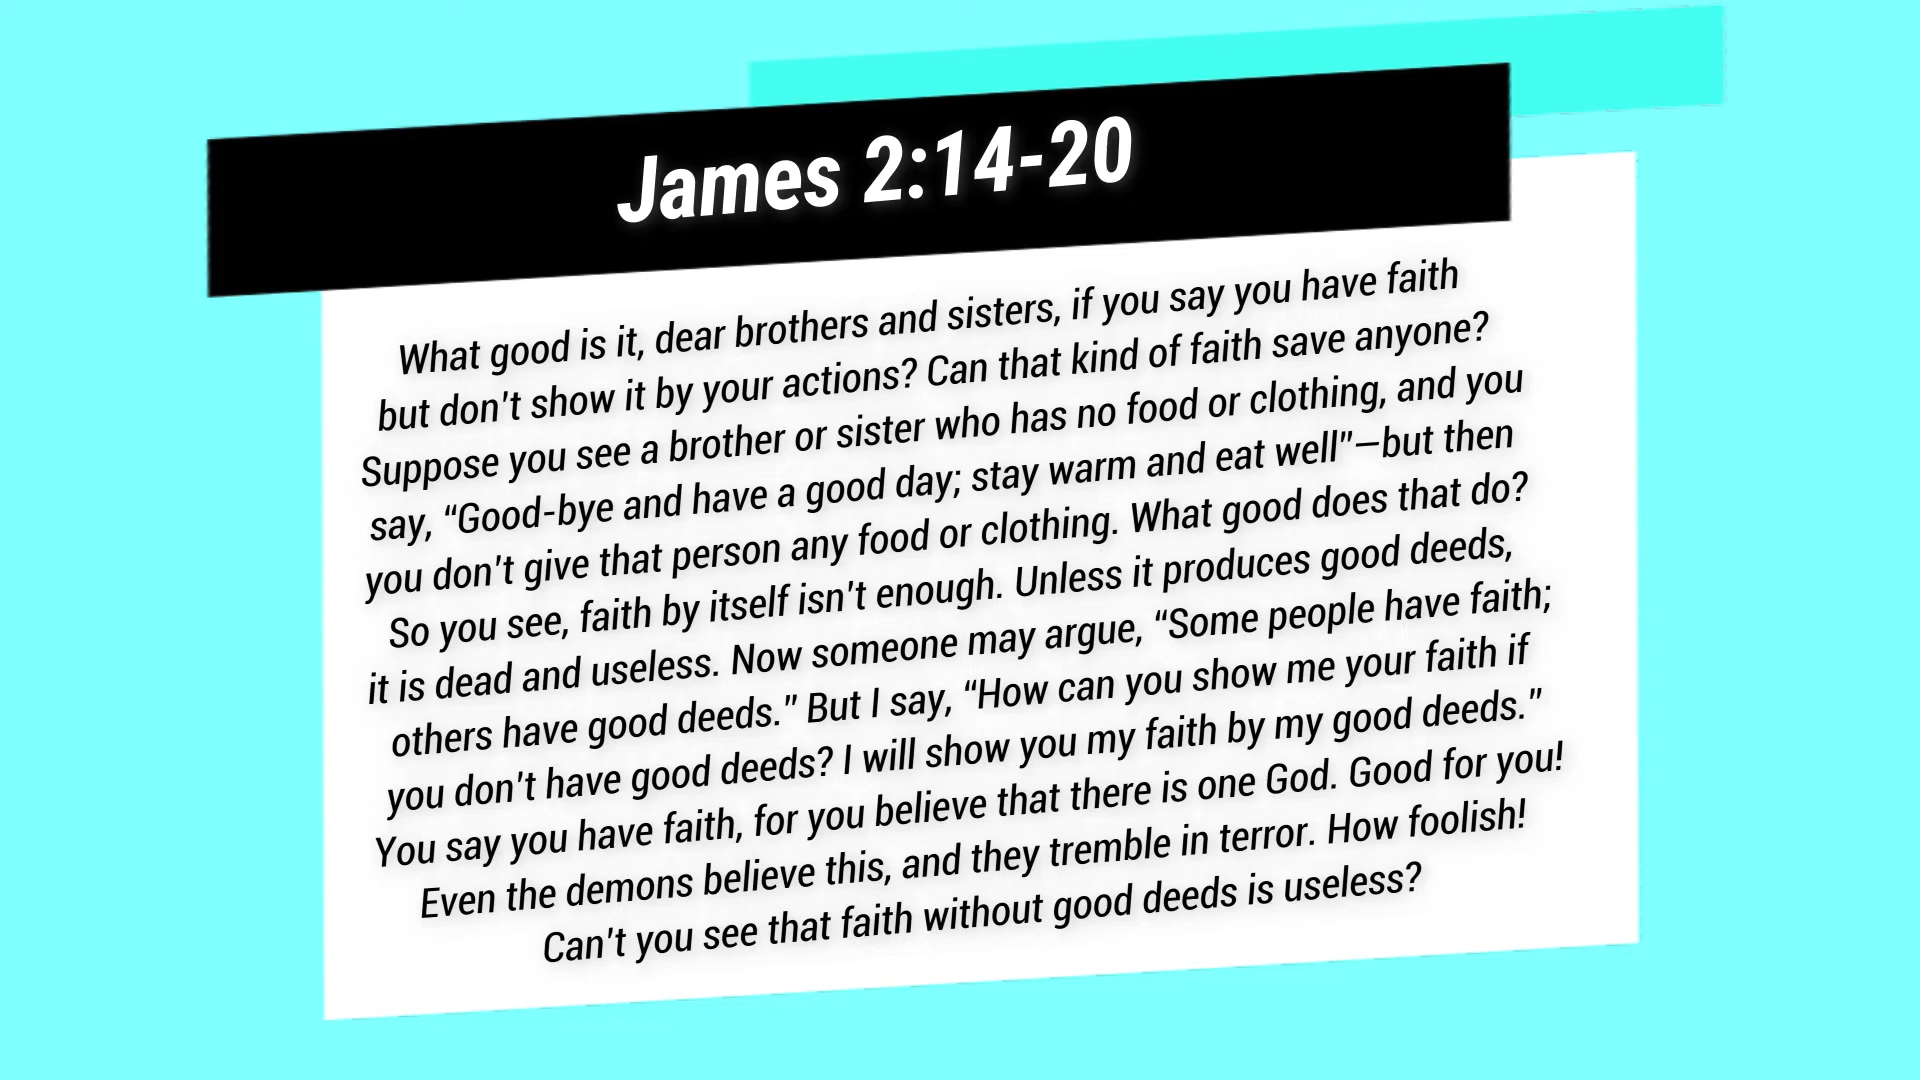 James 2:14-20
What good is it, dear brothers and sisters, if you say you have faith
but don't show it by your actions? Can that kind of faith save anyone?
Suppose you see a brother or sister who has no food or clothing, and you
say, “Good-bye and have a good day; stay warm and eat well”—but then
you don't give that person any food or clothing. What good does that do?
So you see, faith by itself isn't enough. Unless it produces good deeds,
it is dead and useless. Now someone may argue, “Some people have faith;
others have good deeds.” But I say, “How can you show me your faith if
you don't have good deeds? I will show you my faith by my good deeds.”
You say you have faith, for you believe that there is one God. Good for you!
Even the demons believe this, and they tremble in terror. How foolish!
Can't you see that faith without good deeds is useless?